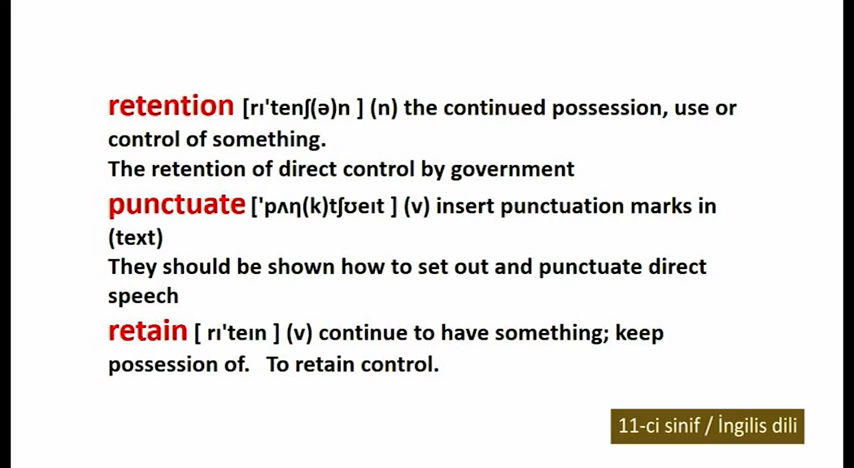 retention [rɪ'tenʃ(ə)n ] (n) the continued possession, use or
control of something.
The retention of direct control by government
punctuate ['pʌŋ(k)tʃʊeɪt ] (v) insert punctuation marks in
(text)
They should be shown how to set out and punctuate direct
speech
retain [ rɪ'teɪn ] (v) continue to have something; keep
possession of.   To retain control.
11-ci sinif / İngilis dili